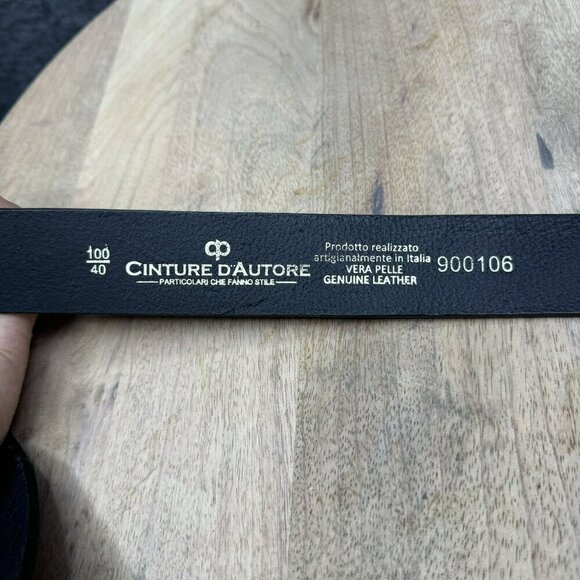 100
40
CINTURE D'AUTORE
PARTICOLARI CHE FANNO STILE
Prodotto realizzato
artigianalmente in Italia
VERA PELLE
GENUINE LEATHER
900106